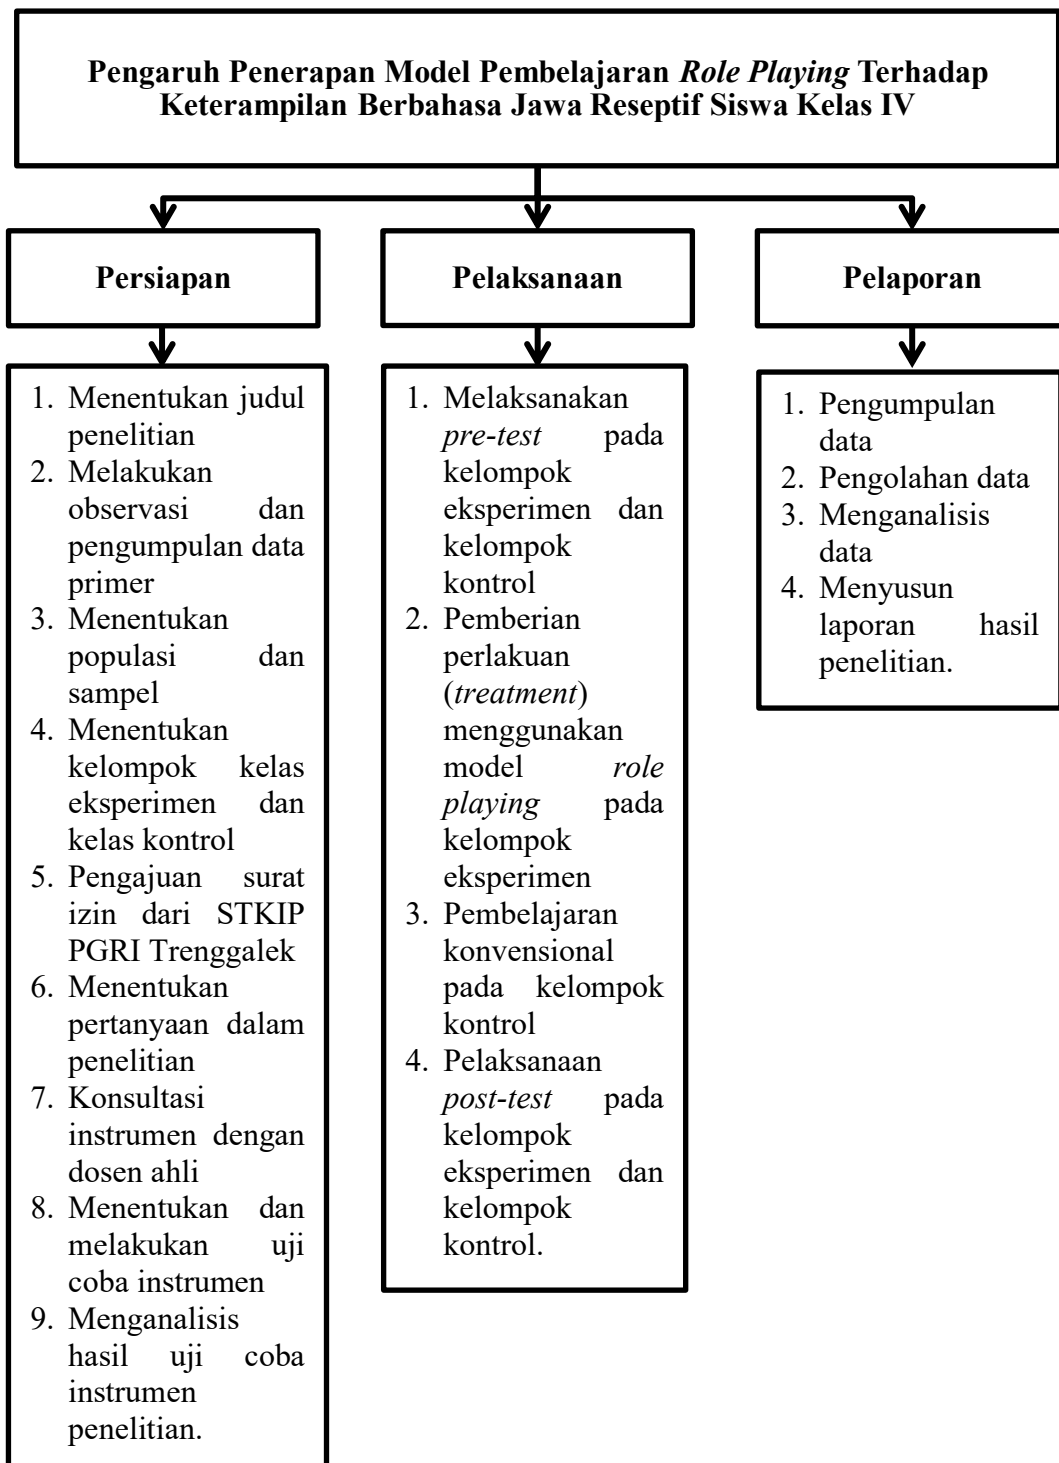 Pengaruh Penerapan Model Pembelajaran Role Playing Terhadap
Keterampilan Berbahasa Jawa Reseptif Siswa Kelas IV
Persiapan
1. Menentukan judul
penelitian
2. Melakukan
observasi dan
pengumpulan data
primer
3. Menentukan
populasi dan
sampel
4. Menentukan
kelompok kelas
eksperimen dan
kelas kontrol
5. Pengajuan surat
izin dari STKIP
PGRI Trenggalek
6. Menentukan
pertanyaan dalam
penelitian
7. Konsultasi
instrumen dengan
dosen ahli
8. Menentukan dan
melakukan uji
coba instrumen
9. Menganalisis
hasil uji coba
instrumen
penelitian.
Pelaksanaan
1. Melaksanakan
pre-test pada
kelompok
eksperimen dan
kelompok
kontrol
2. Pemberian
perlakuan
(treatment)
menggunakan
model role
playing pada
kelompok
eksperimen
3. Pembelajaran
konvensional
pada kelompok
kontrol
4. Pelaksanaan
post-test pada
kelompok
eksperimen dan
kelompok
kontrol.
Pelaporan
1. Pengumpulan
data
2. Pengolahan data
3. Menganalisis
data
4. Menyusun
laporan hasil
penelitian.